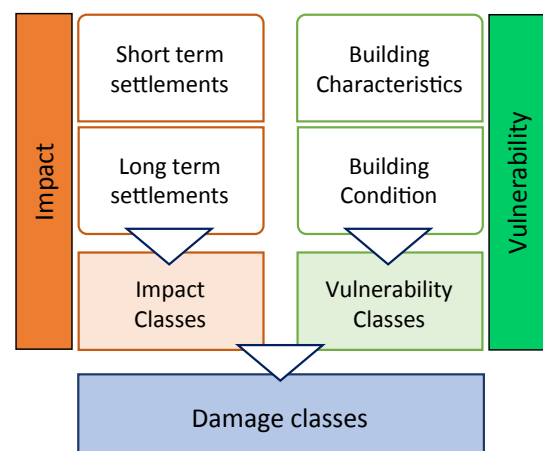 Impact
Short term
settlements
Long term
settlements
Impact
Classes
Building
Characteristics
Building
Condition
Vulnerability
Classes
Vulnerability
Damage classes